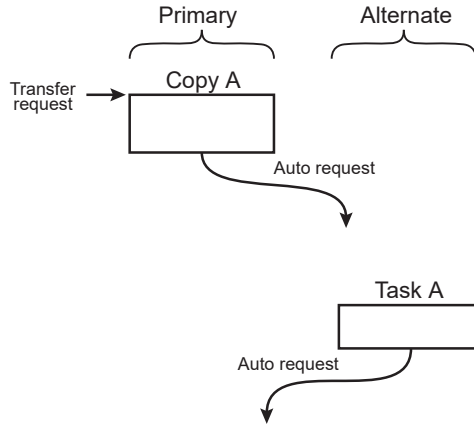 Primary
Alternate
Copy A
Transfer
request
Auto request
Task A
Auto request